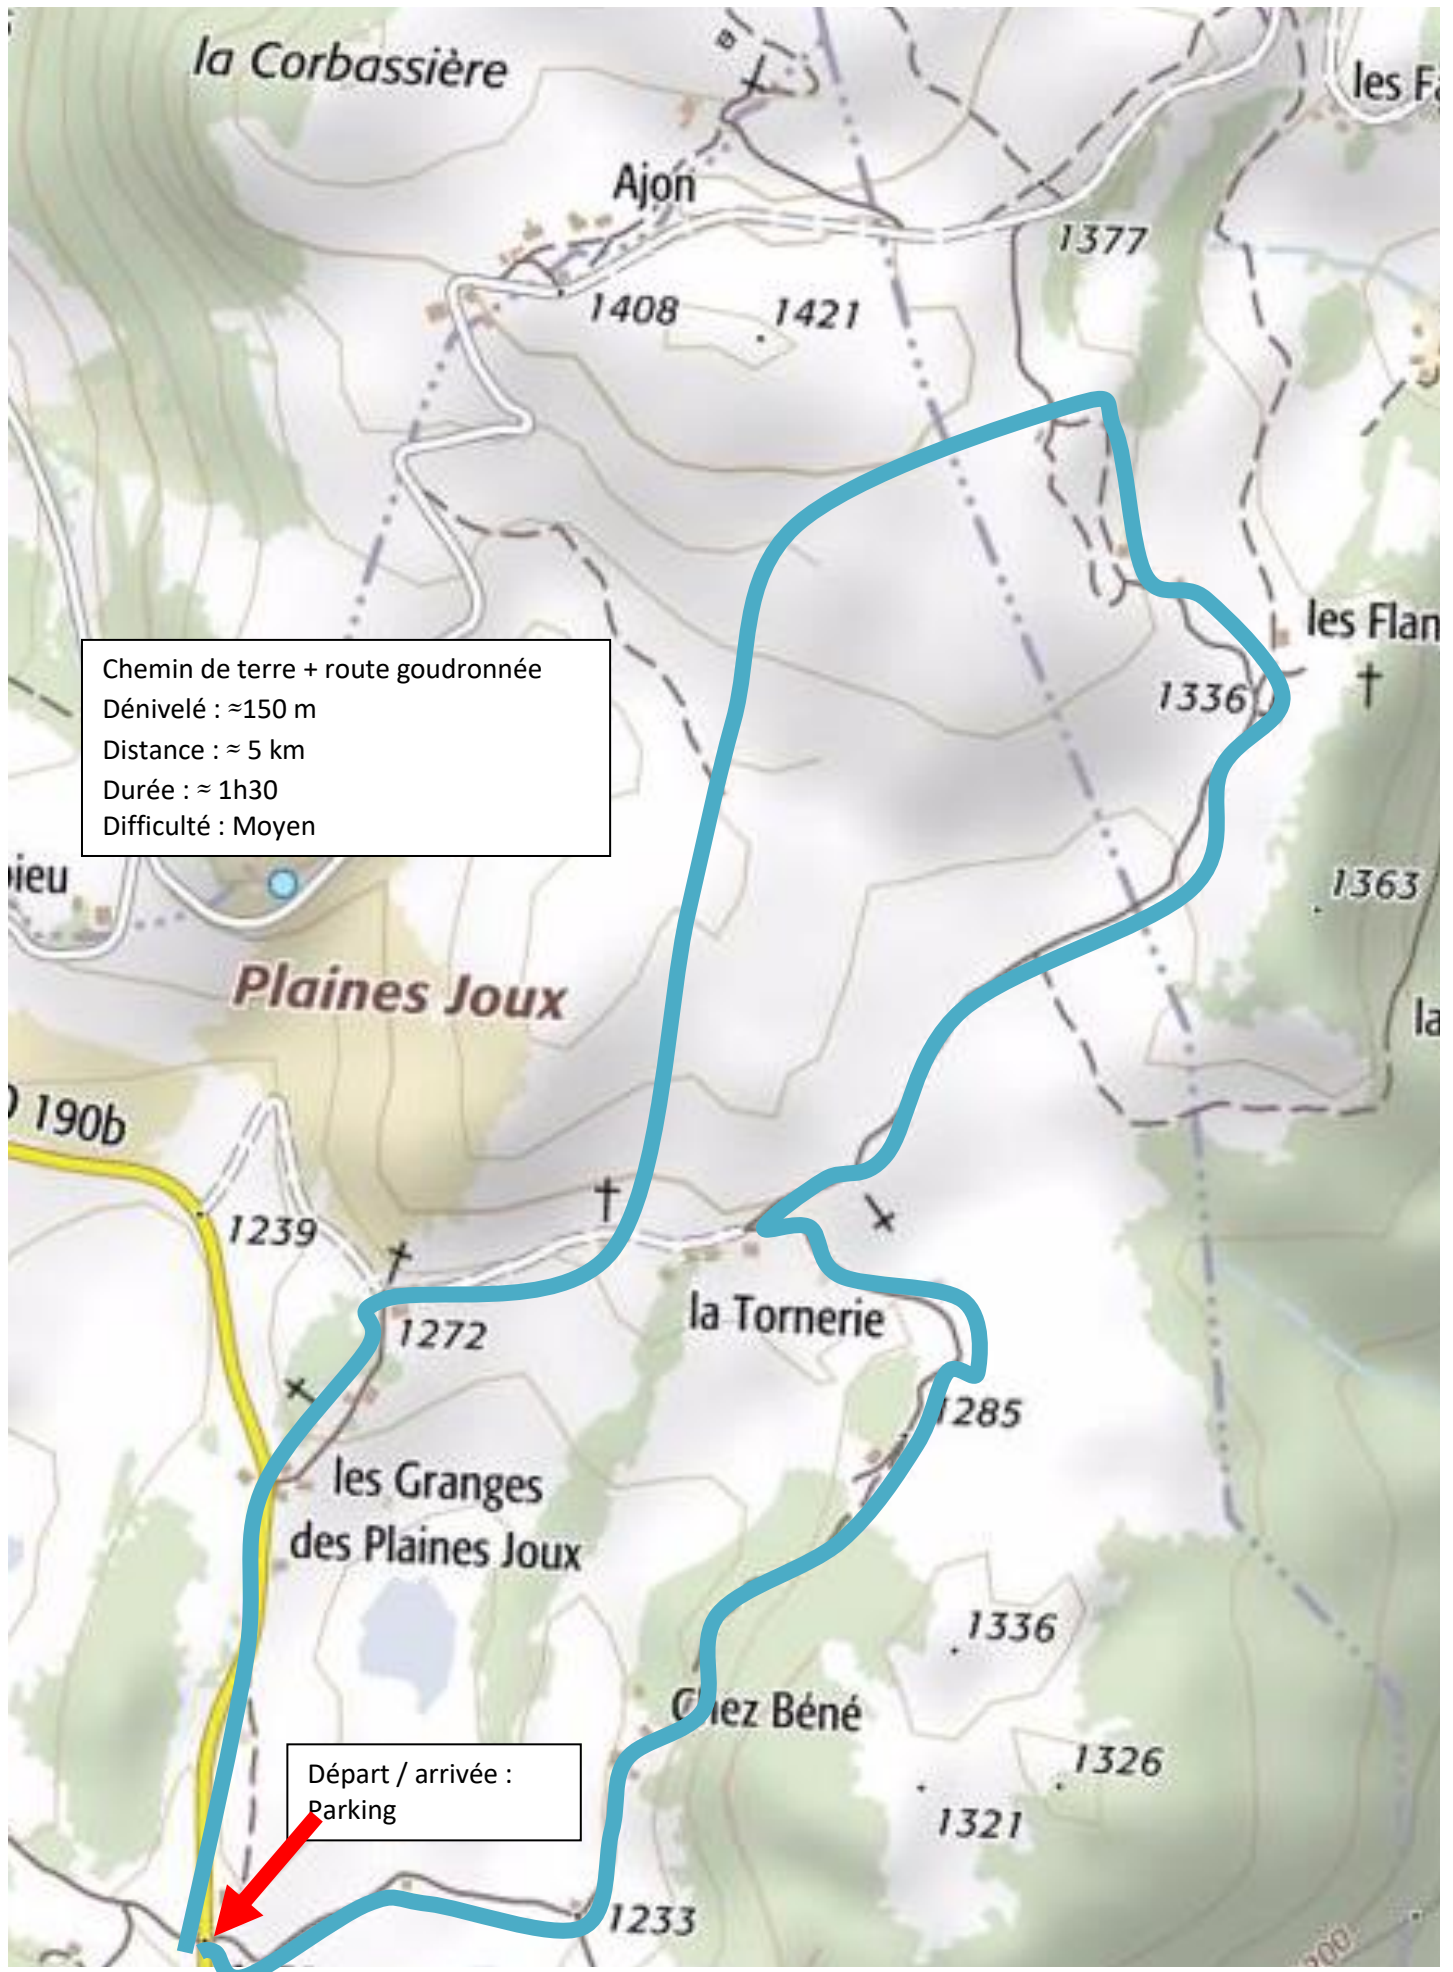 la Corbassière
les Fa
Ajon
1377
1408
1421
les Flan
1336
Chemin de terre + route goudronnée
Dénivelé : ≈150 m
Distance : ≈ 5 km
Durée : ≈ 1h30
Difficulté : Moyen
ieu
1363
Plaines Joux
la
190b
1239
1272
la Tornerie
1285
les Granges
des Plaines Joux
1336
Chez Béné
1326
1321
Départ / arrivée :
Parking
1233